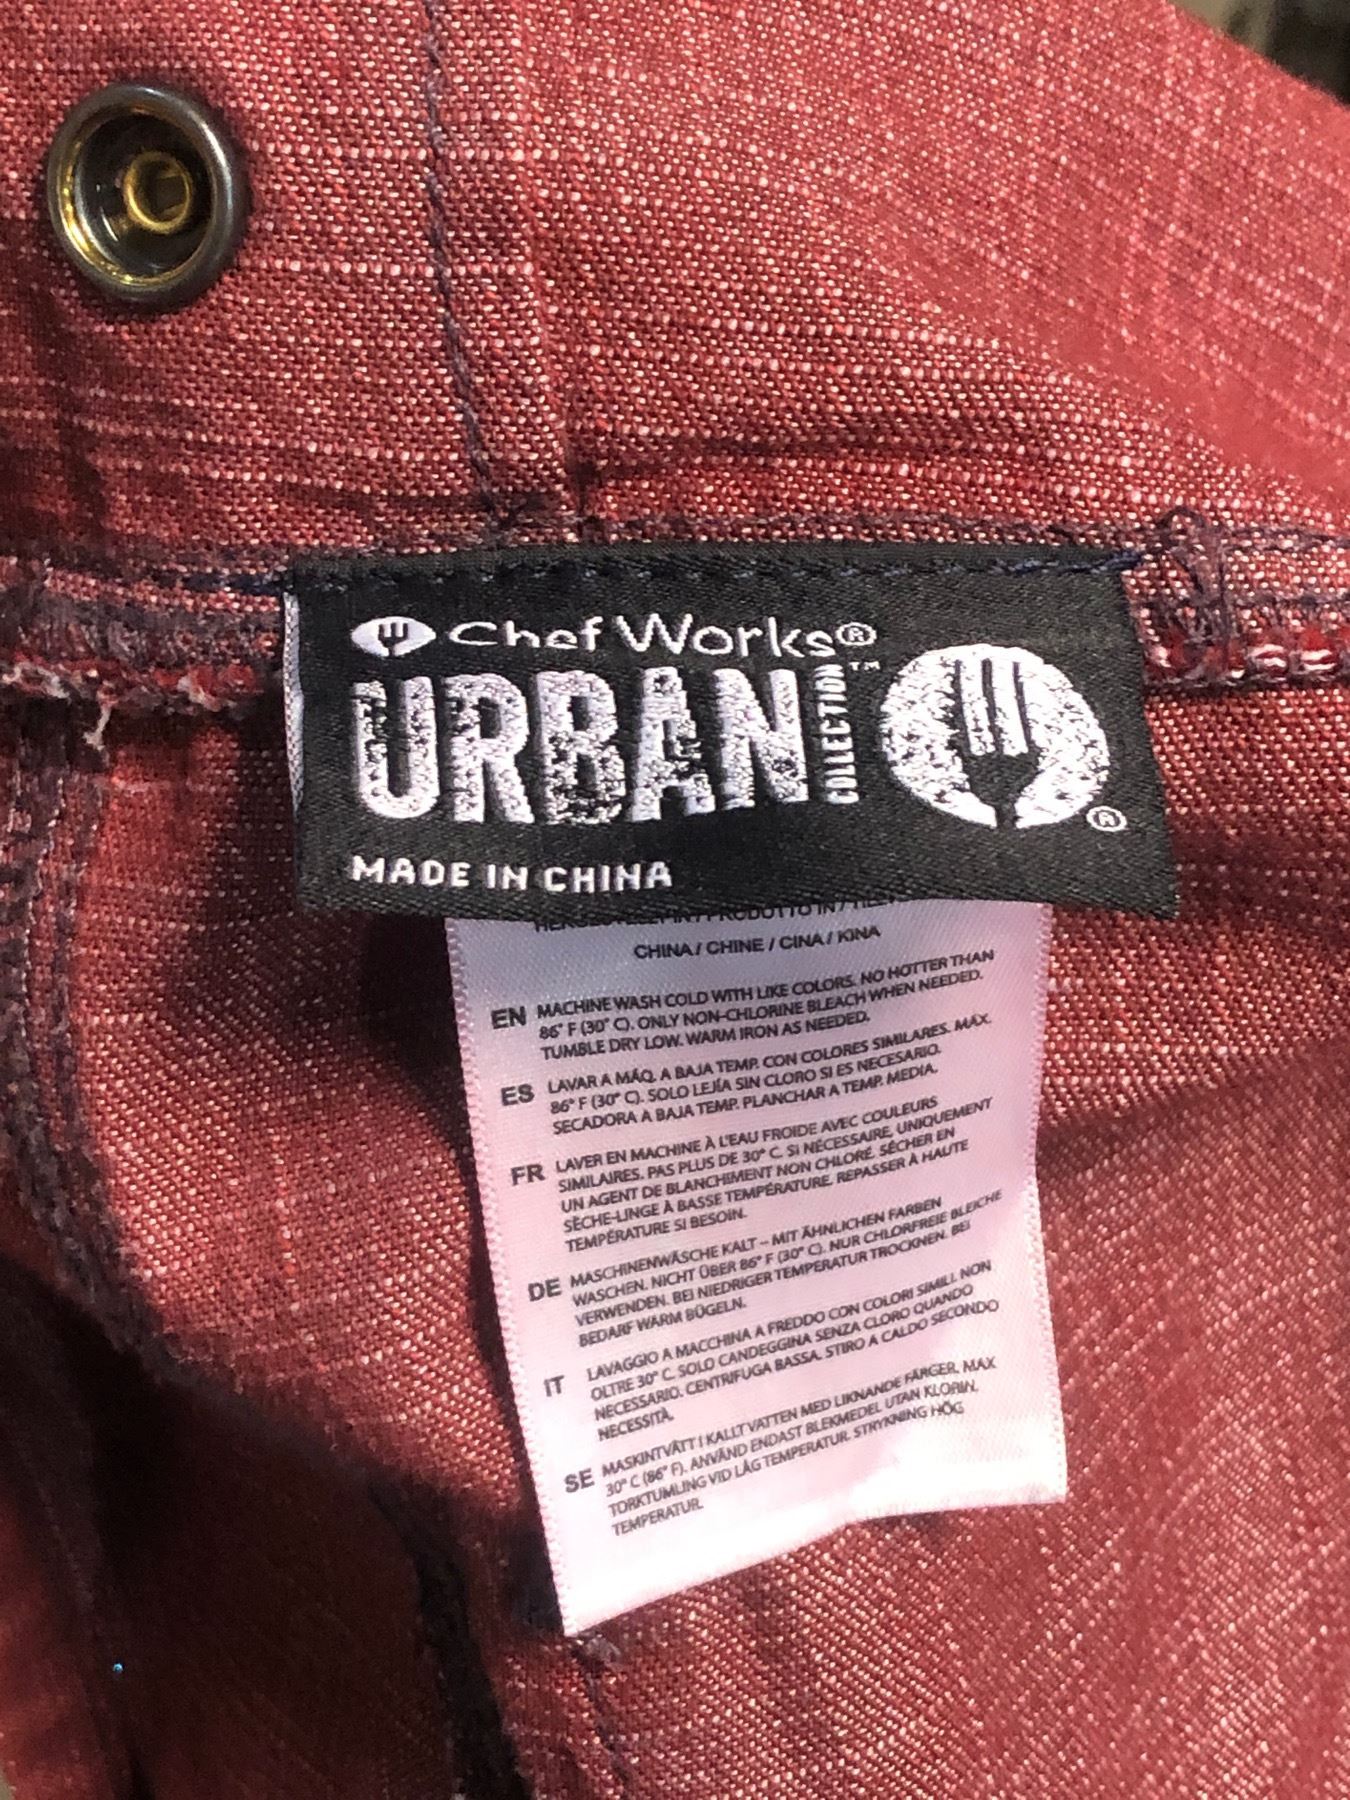 Chef Works®
URBAN COLLECTION™
®
MADE IN CHINA
PRODOTTO IN /
CHINA / CHINE / CINA / KINA
EN MACHINE WASH COLD WITH LIKE COLORS. NO HOTTER THAN
86° F (30° C). ONLY NON-CHLORINE BLEACH WHEN NEEDED.
TUMBLE DRY LOW. WARM IRON AS NEEDED.
ES LAVAR A MÁQ. A BAJA TEMP. CON COLORES SIMILARES. MÁX.
86° F (30° C). SOLO LEJÍA SIN CLORO SI ES NECESARIO.
SECADORA A BAJA TEMP. PLANCHAR A TEMP. MEDIA.
FR LAVER EN MACHINE À L'EAU FROIDE AVEC COULEURS
SIMILAIRES. PAS PLUS DE 30° C. SI NÉCESSAIRE, UNIQUEMENT
UN AGENT DE BLANCHIMENT NON CHLORÉ. SÉCHER EN
SÈCHE-LINGE À BASSE TEMPÉRATURE. REPASSER À HAUTE
TEMPÉRATURE SI BESOIN.
DE MASCHINENWÄSCHE KALT – MIT ÄHNLICHEN FARBEN
WASCHEN. NICHT ÜBER 86° F (30° C). NUR CHLORFREIE BLEICHE
VERWENDEN. BEI NIEDRIGER TEMPERATUR TROCKNEN. BEI
BEDARF WARM BÜGELN.
IT LAVAGGIO A MACCHINA A FREDDO CON COLORI SIMILI. NON
OLTRE 30° C. SOLO CANDEGGINA SENZA CLORO QUANDO
NECESSARIO. CENTRIFUGA BASSA. STIRO A CALDO SECONDO
NECESSITÀ.
SE MASKINTVÄTT I KALLT VATTEN MED LIKNANDE FÄRGER. MAX
30° C (86° F). ANVÄND ENDAST BLEKMEDEL UTAN KLORIN.
TORKTUMLING VID LÅG TEMPERATUR. STRYKNING HÖG
TEMPERATUR.